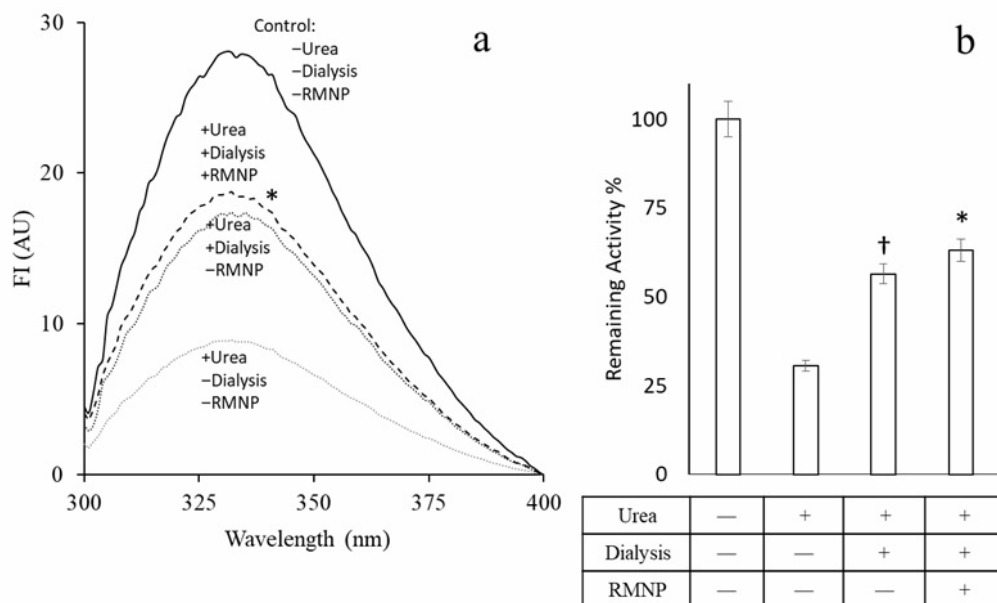 a
30
20
10
0
FI (AU)
Control:
−Urea
−Dialysis
−RMNP
+Urea
+Dialysis
+RMNP
*
+Urea
+Dialysis
−RMNP
+Urea
−Dialysis
−RMNP
300 325 350 375 400
Wavelength (nm)
b
100
75
50
25
0
Remaining Activity %
†
*
Urea — + + +
Dialysis — — + +
RMNP — — — +